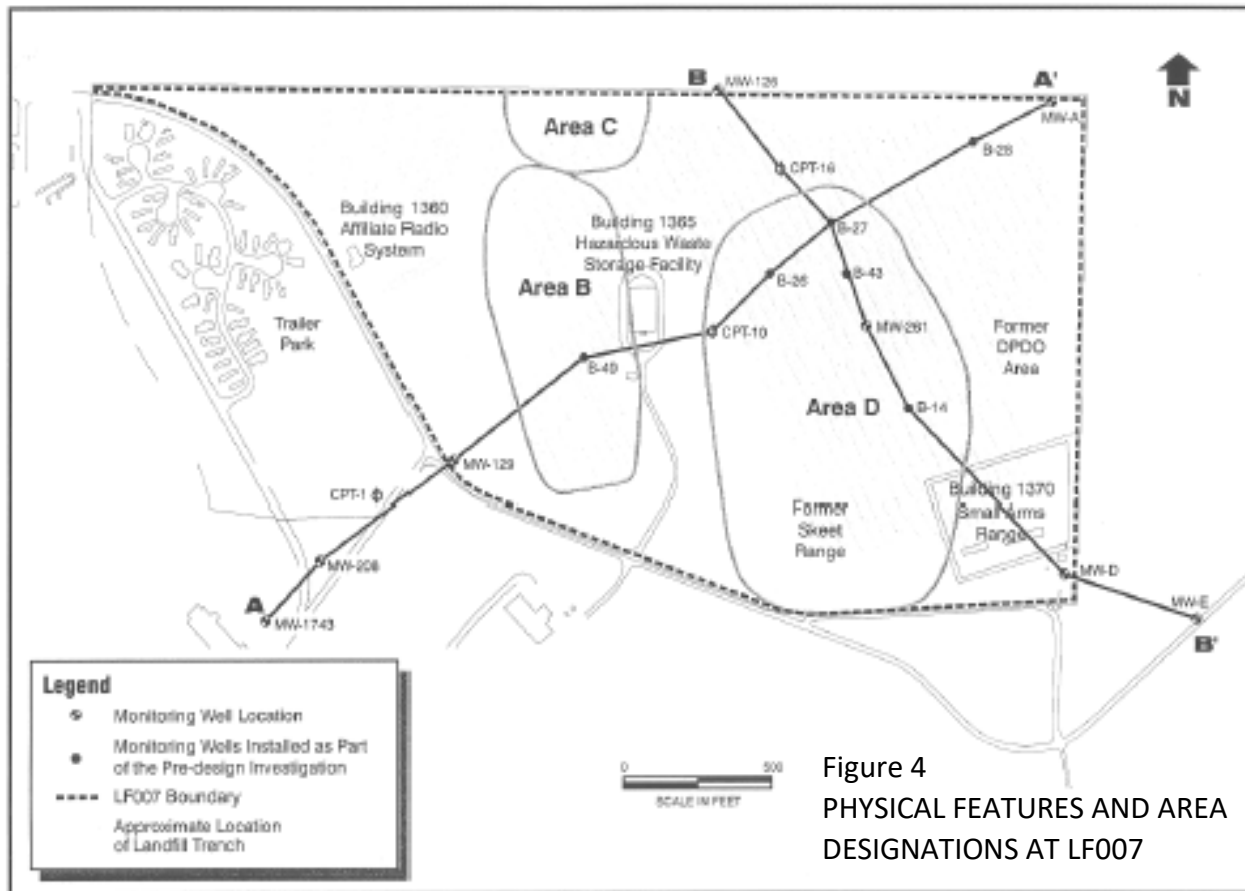 B
MW-126
A'
MW-A
N
Area C
B-28
CPT-16
Building 1360
Affiliate Radio
System
Building 1365
Hazardous Waste
Storage Facility
B-27
B-26
B-43
Area B
Trailer
Park
CPT-10
MW-261
Former
DPDO
Area
B-49
Area D
B-14
MW-129
CPT-1
Building 1370
Small Arms
Range
Former
Skeet
Range
MW-208
MW-D
A
MW-1743
MW-E
B'
Legend
Monitoring Well Location
Monitoring Wells Installed as Part
of the Pre-design Investigation
LF007 Boundary
Approximate Location
of Landfill Trench
0 500
SCALE IN FEET
Figure 4
PHYSICAL FEATURES AND AREA
DESIGNATIONS AT LF007